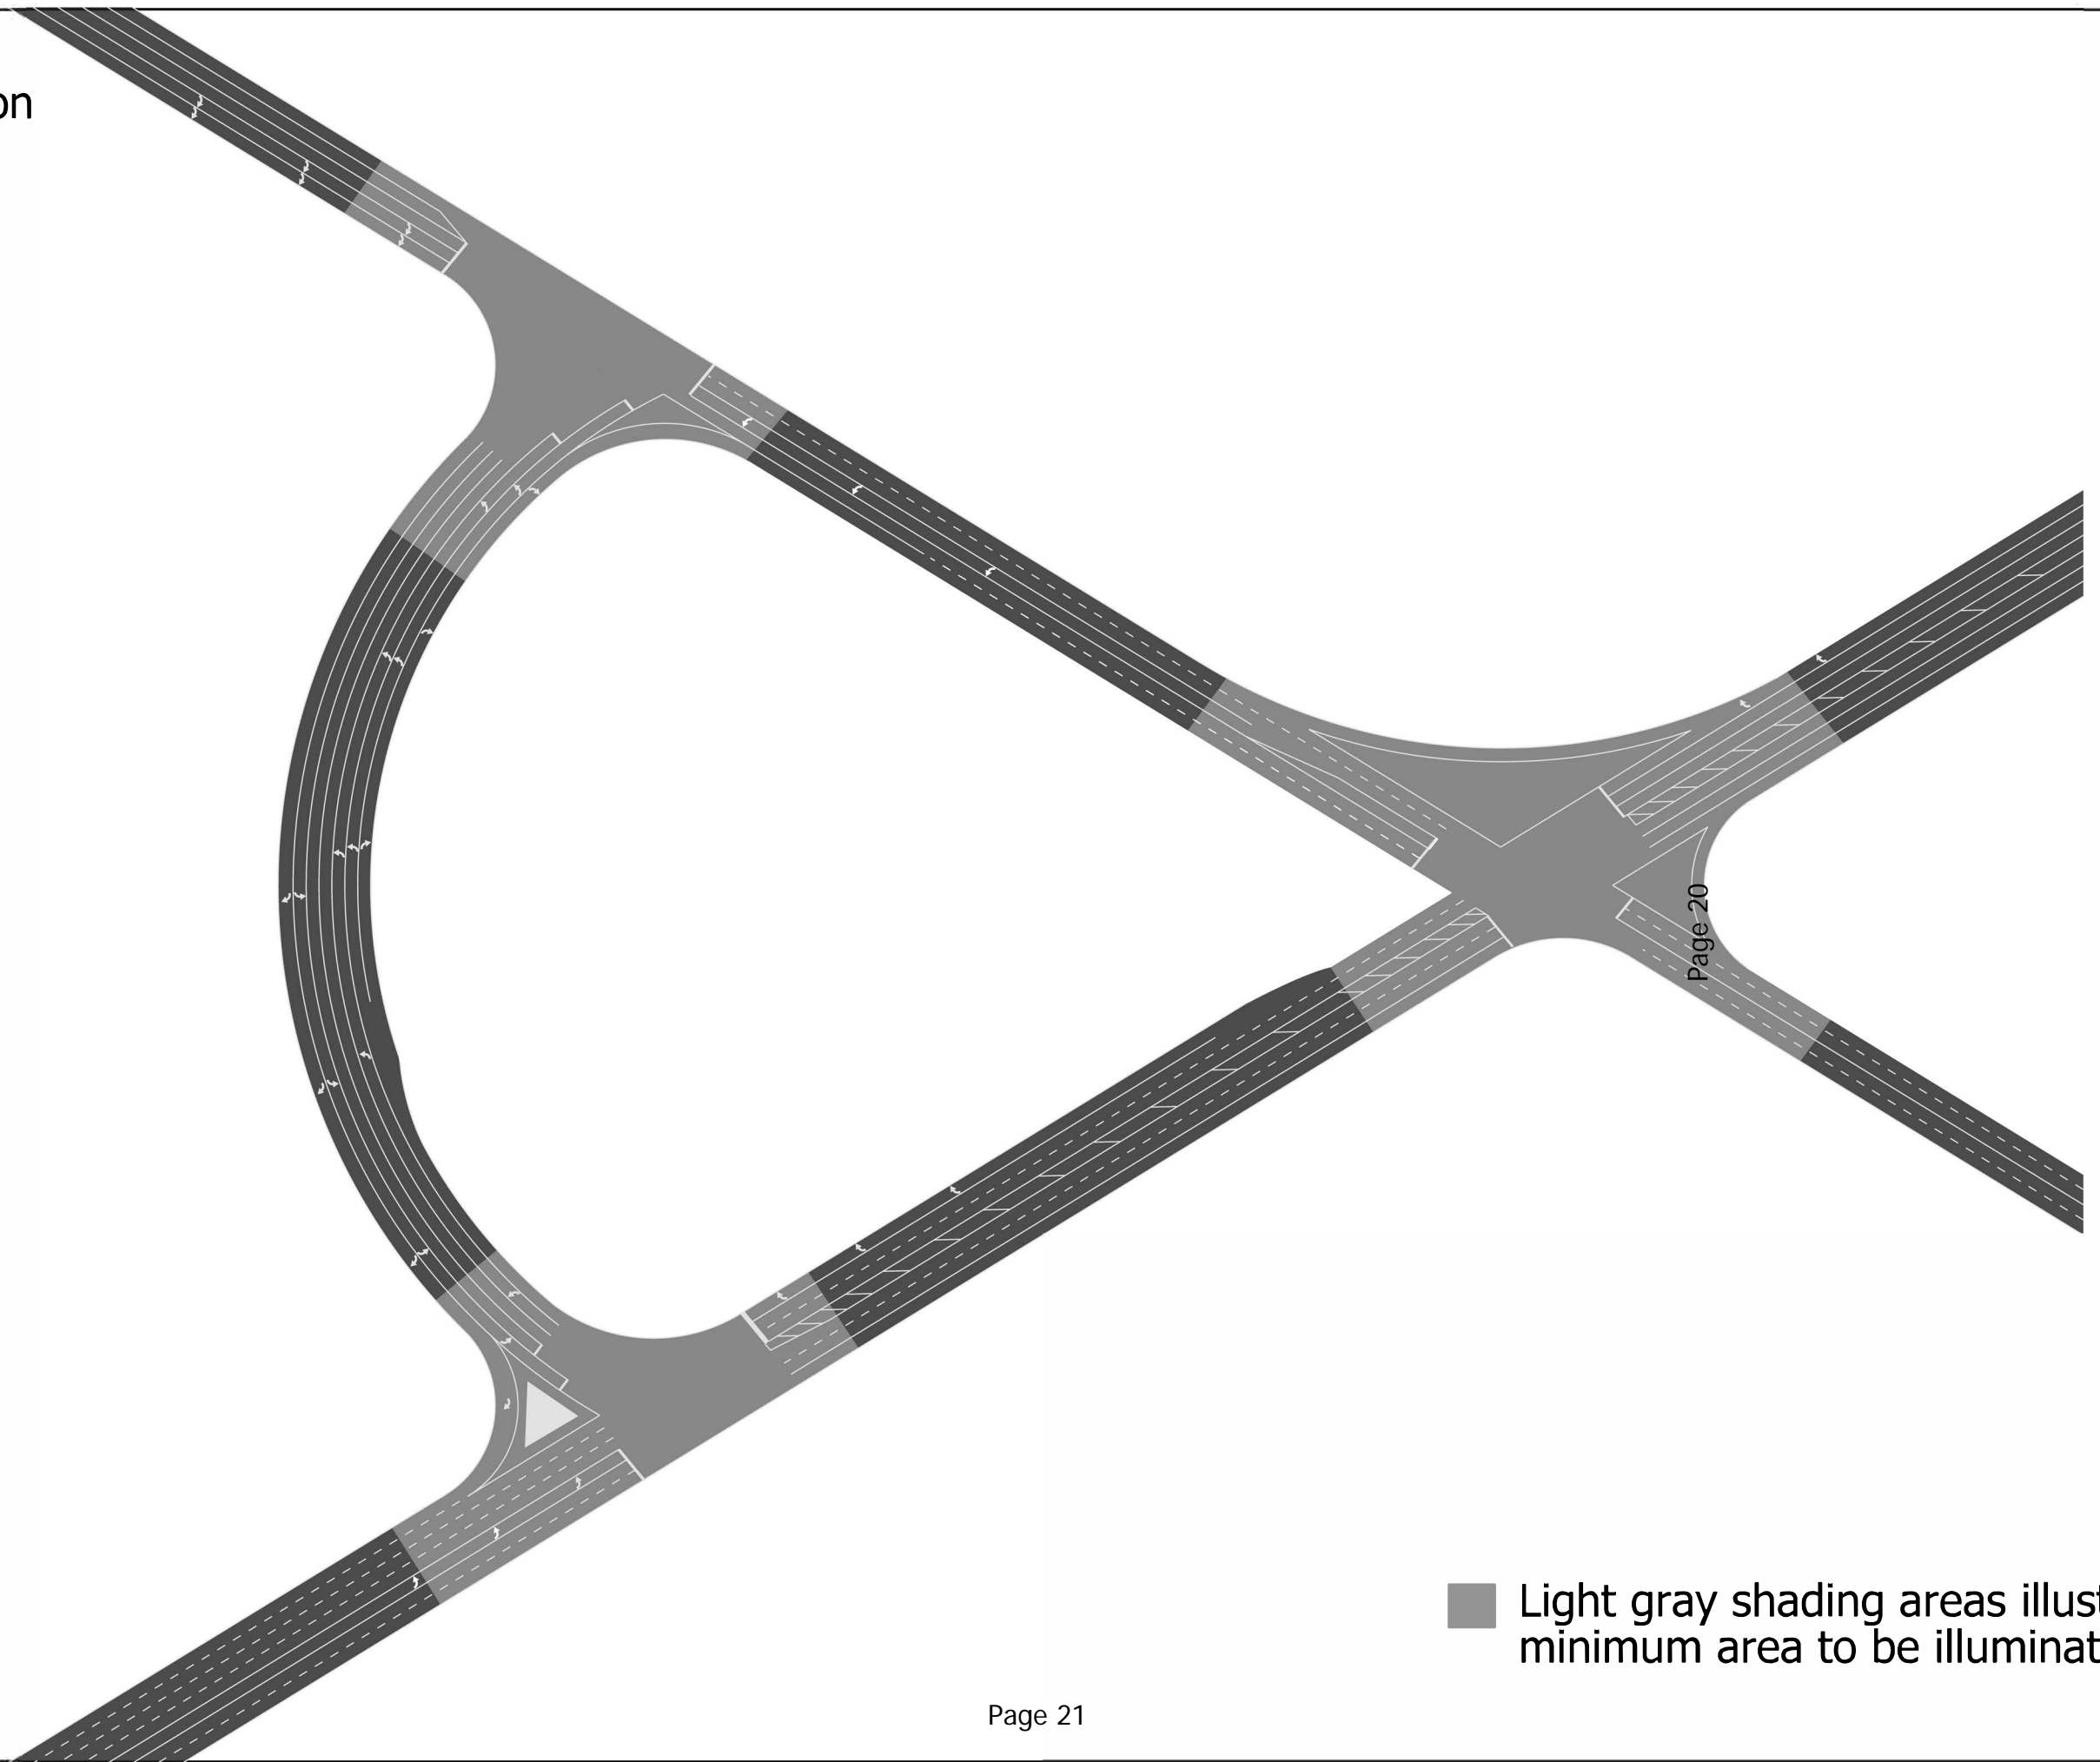 on
Page 20
Light gray shading areas illust
minimum area to be illuminat
Page 21